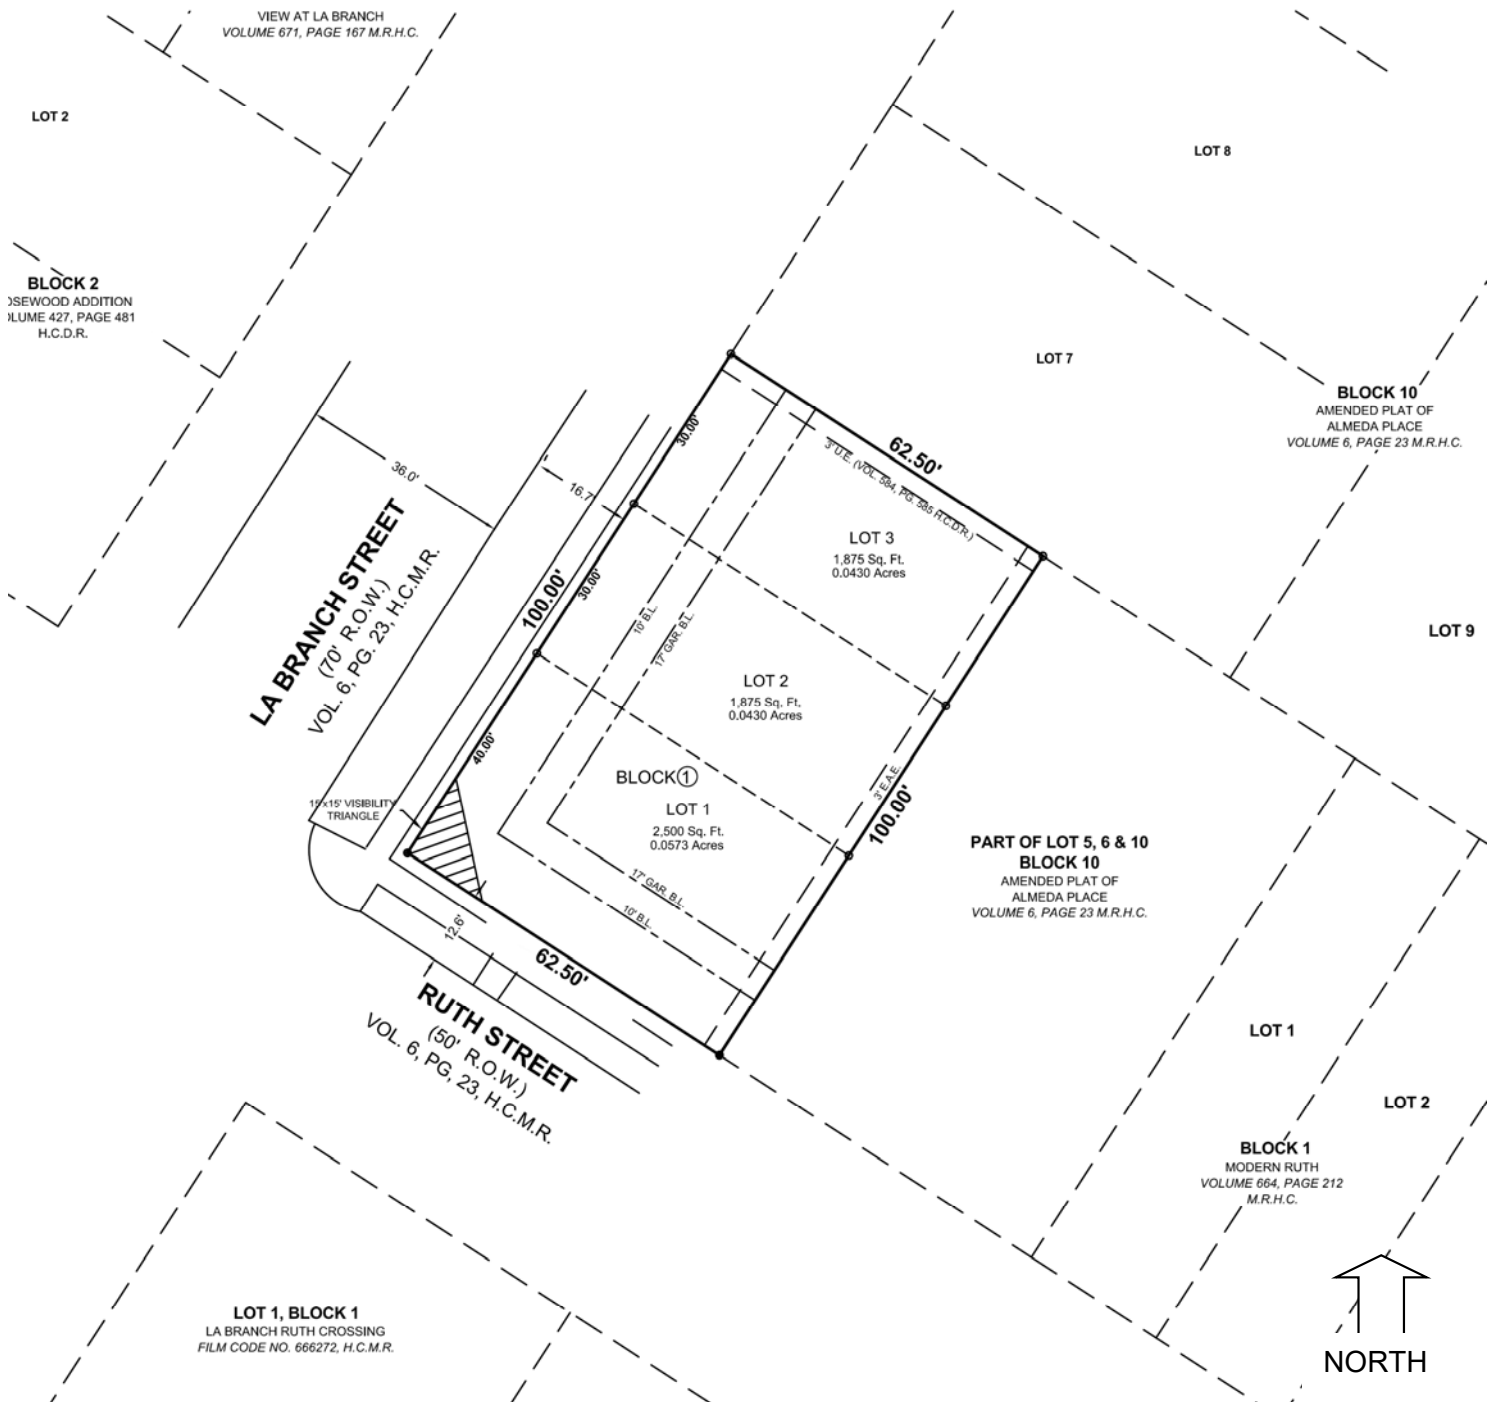 VIEW AT LA BRANCH
VOLUME 671, PAGE 167 M.R.H.C.
LOT 2
LOT 8
BLOCK 2
OSEWOOD ADDITION
OLUME 427, PAGE 481
H.C.D.R.
LOT 7
BLOCK 10
AMENDED PLAT OF
ALMEDA PLACE
VOLUME 6, PAGE 23 M.R.H.C.
30.00'
62.50'
3' U.E. (VOL. 584, PG. 585 H.C.D.R.)
36.0'
16.7'
LOT 3
1,875 Sq. Ft.
0.0430 Acres
LA BRANCH STREET
(70' R.O.W.)
VOL. 6, PG. 23, H.C.M.R.
100.00'
30.00'
10' B.L.
17' GAR. B.L.
LOT 9
LOT 2
1,875 Sq. Ft.
0.0430 Acres
40.00'
BLOCK 1
LOT 1
2,500 Sq. Ft.
0.0573 Acres
3' E.A.E.
100.00'
15'x15' VISIBILITY
TRIANGLE
PART OF LOT 5, 6 & 10
BLOCK 10
AMENDED PLAT OF
ALMEDA PLACE
VOLUME 6, PAGE 23 M.R.H.C.
17' GAR. B.L.
10' B.L.
12.6'
62.50'
RUTH STREET
(50' R.O.W.)
VOL. 6, PG, 23, H.C.M.R.
LOT 1
LOT 2
BLOCK 1
MODERN RUTH
VOLUME 664, PAGE 212
M.R.H.C.
LOT 1, BLOCK 1
LA BRANCH RUTH CROSSING
FILM CODE NO. 666272, H.C.M.R.
NORTH